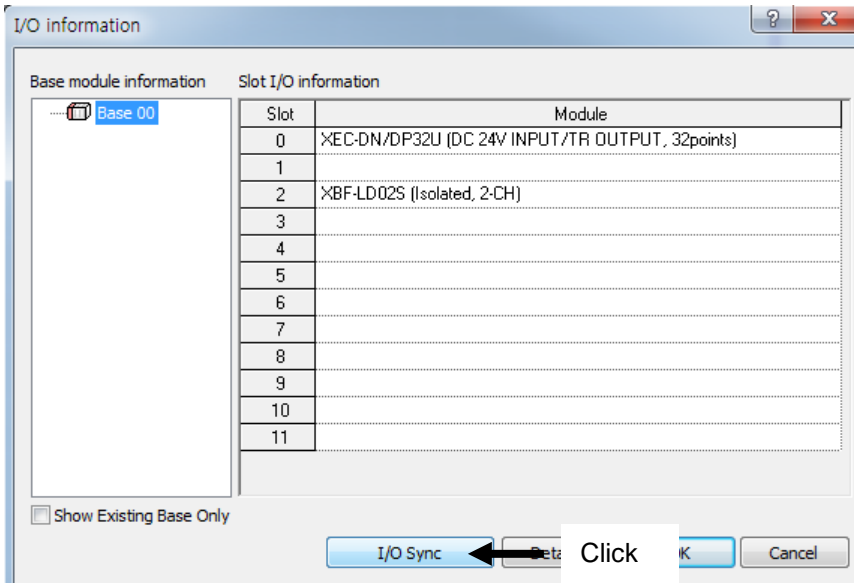 I/O information
Base module information
Slot I/O information
Base 00
Slot Module
0 XEC-DN/DP32U (DC 24V INPUT/TR OUTPUT, 32points)
1
2 XBF-LD02S (Isolated, 2-CH)
3
4
5
6
7
8
9
10
11
Show Existing Base Only
I/O Sync Click Cancel